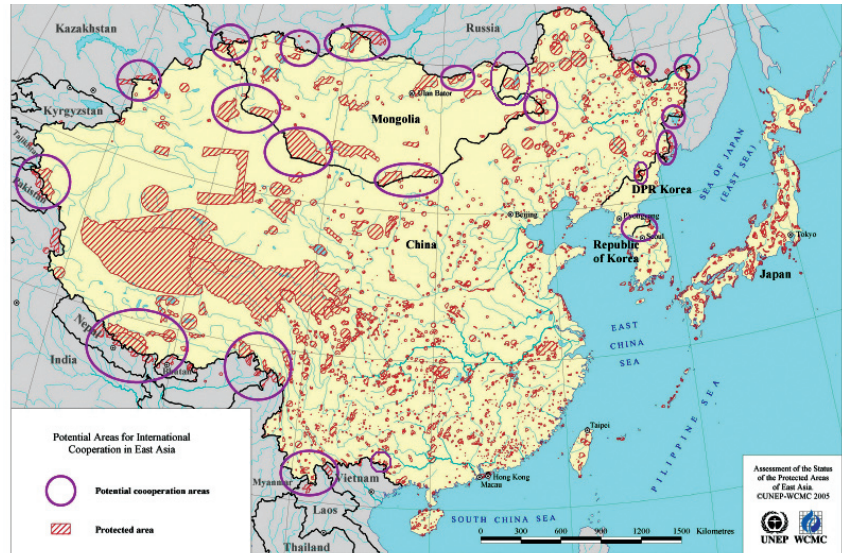 Kazakhstan
Russia
Kyrgyzstan
Ulaan Bator
Mongolia
Pakistan
SEA OF JAPAN
(EAST SEA)
DPR Korea
Beijing
Pyongyang
China
Seoul
Republic
of Korea
Tokyo
Japan
Nepal
EAST
CHINA
SEA
India
Bhutan
PILIPPINE SEA
Taipei
Potential Areas for International
Cooperation in East Asia
Potential coooperation areas
Protected area
Myanmar
Vietnam
Hong Kong
Macau
Laos
SOUTH CHINA SEA
Thailand
0 300 600 900 1200 1500 Kilometres
Assessment of the Status
of the Protected Areas
of East Asia.
©UNEP-WCMC 2005
UNEP WCMC